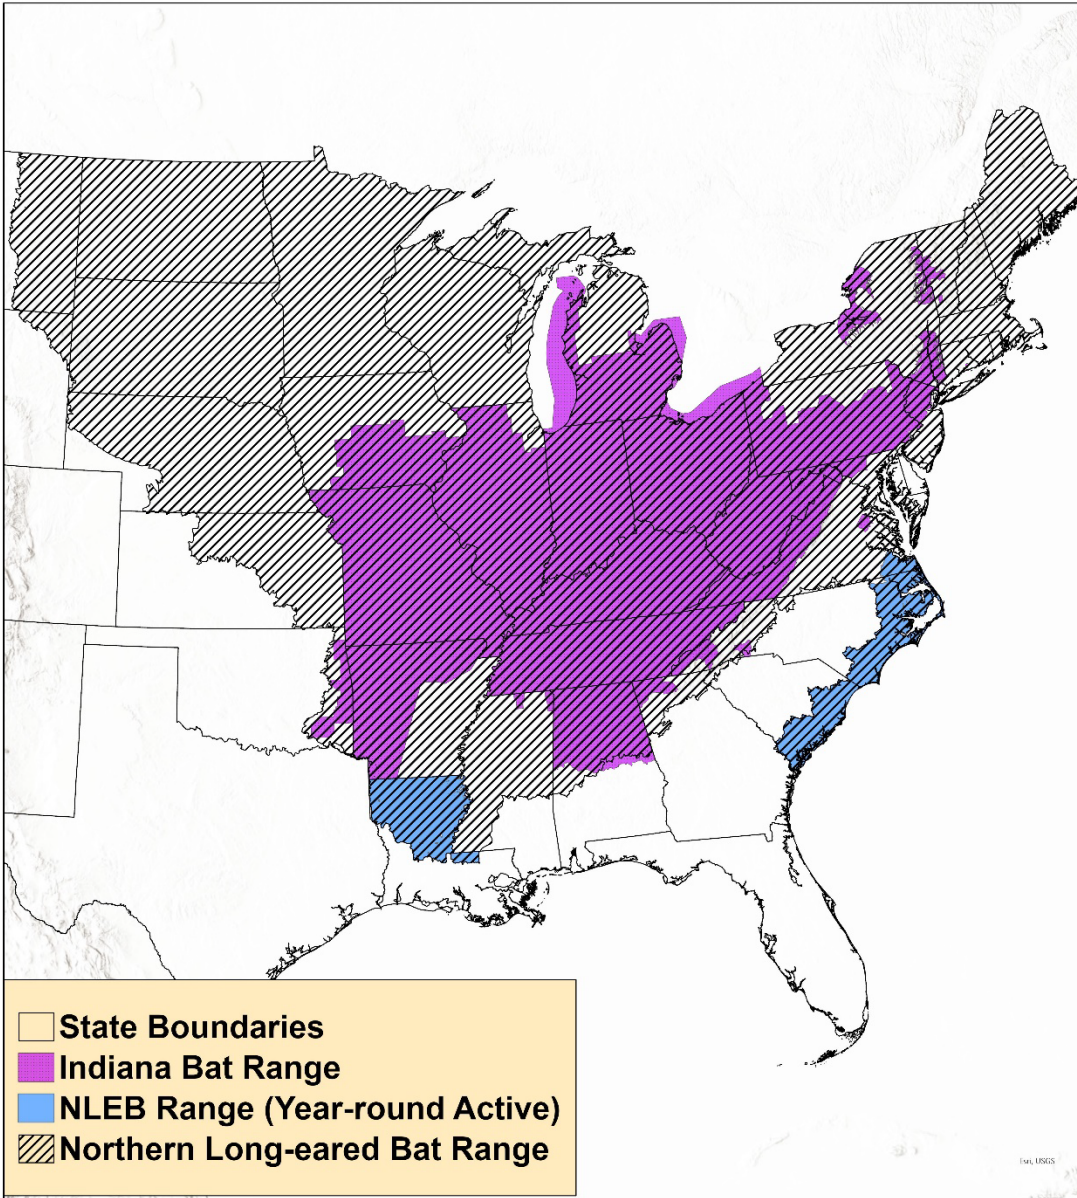 State Boundaries
Indiana Bat Range
NLEB Range (Year-round Active)
Northern Long-eared Bat Range
Esri, USGS